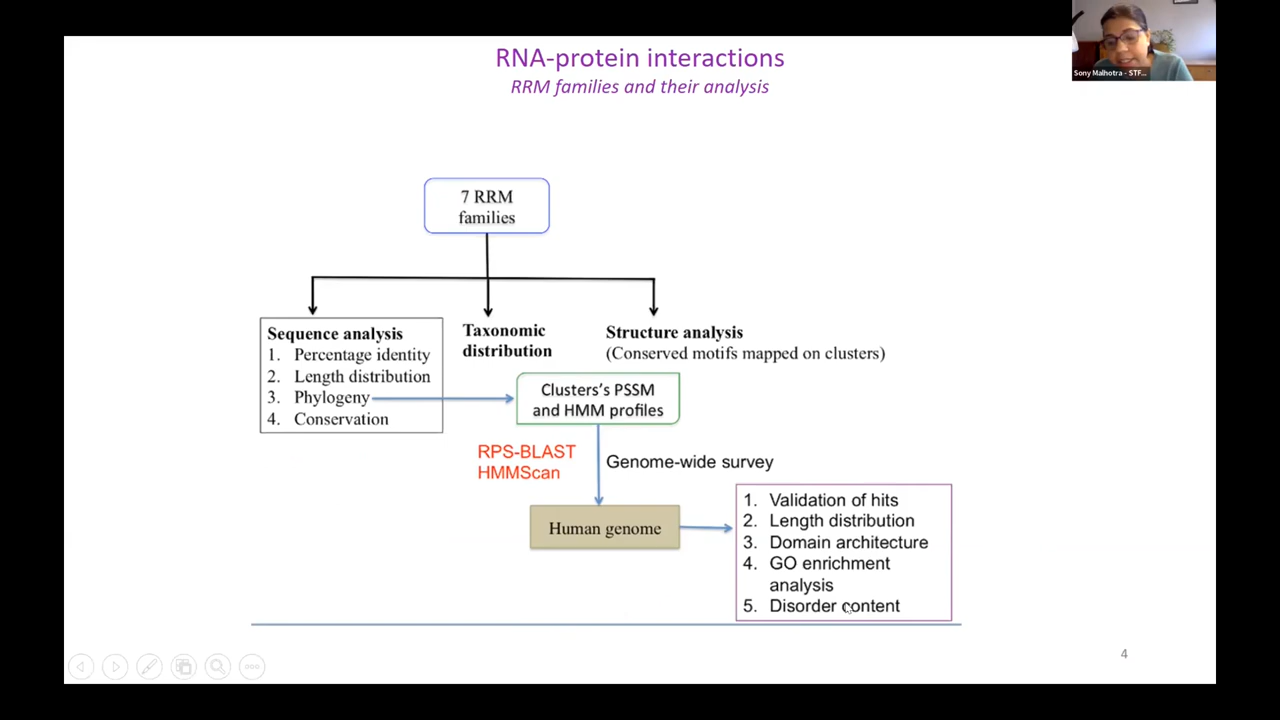 RNA-protein interactions
RRM families and their analysis
Sony Malhotra - STF...
7 RRM
families
Sequence analysis
1. Percentage identity
2. Length distribution
3. Phylogeny
4. Conservation
Taxonomic
distribution
Structure analysis
(Conserved motifs mapped on clusters)
Clusters's PSSM
and HMM profiles
RPS-BLAST
HMMScan
Genome-wide survey
Human genome
1. Validation of hits
2. Length distribution
3. Domain architecture
4. GO enrichment
analysis
5. Disorder content
4